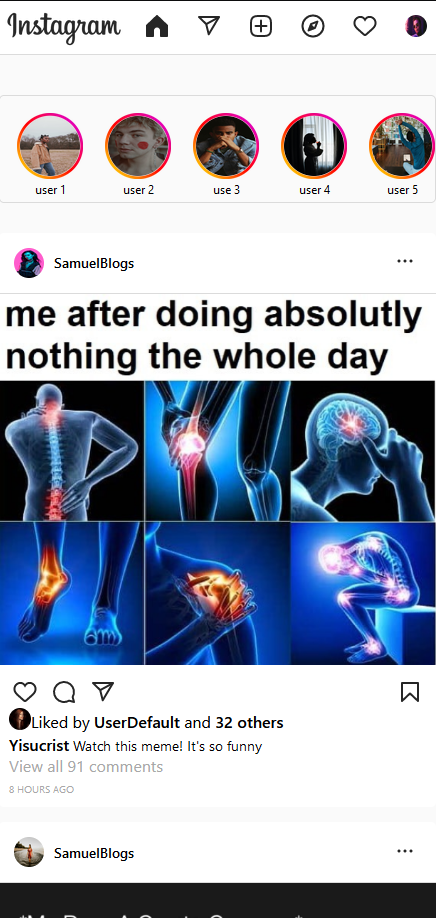 Instagram
user 1
user 2
use 3
user 4
user 5
SamuelBlogs
me after doing absolutly
nothing the whole day
Liked by UserDefault and 32 others
Yisucrist Watch this meme! It's so funny
View all 91 comments
8 HOURS AGO
SamuelBlogs